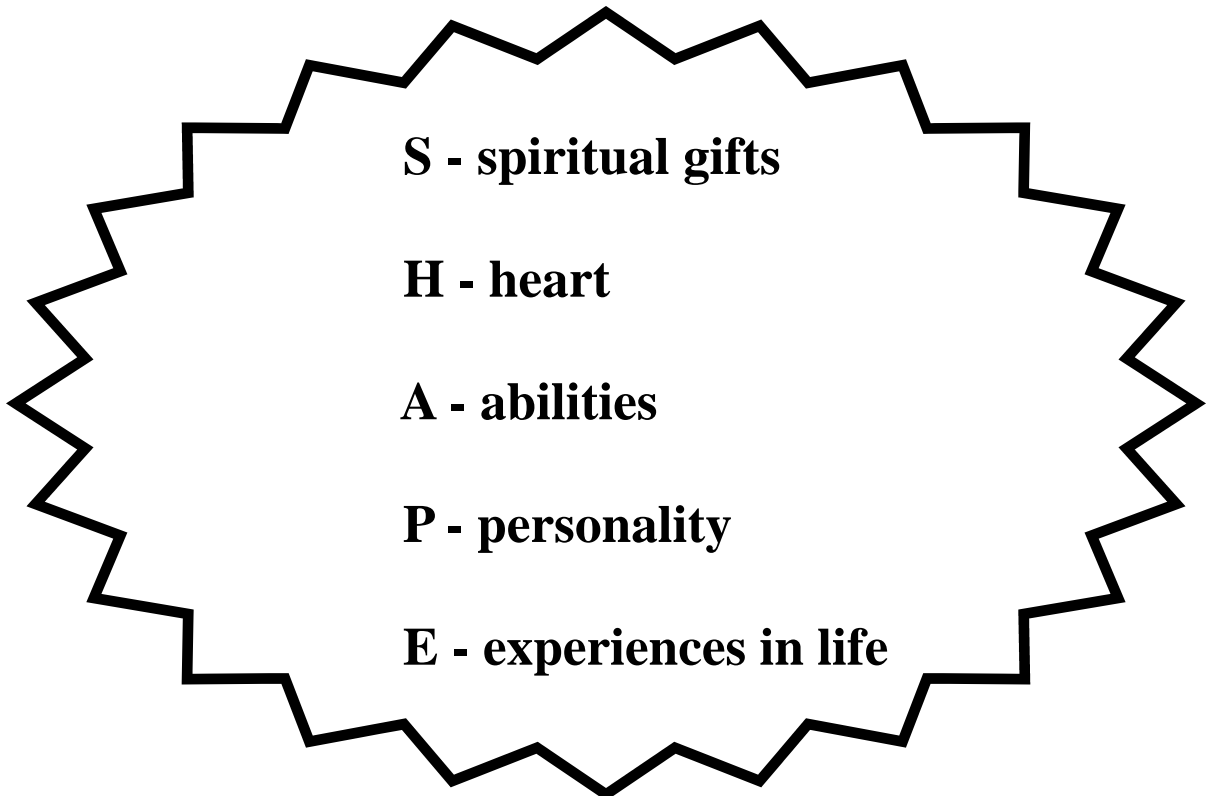 S - spiritual gifts
H - heart
A - abilities
P - personality
E - experiences in life